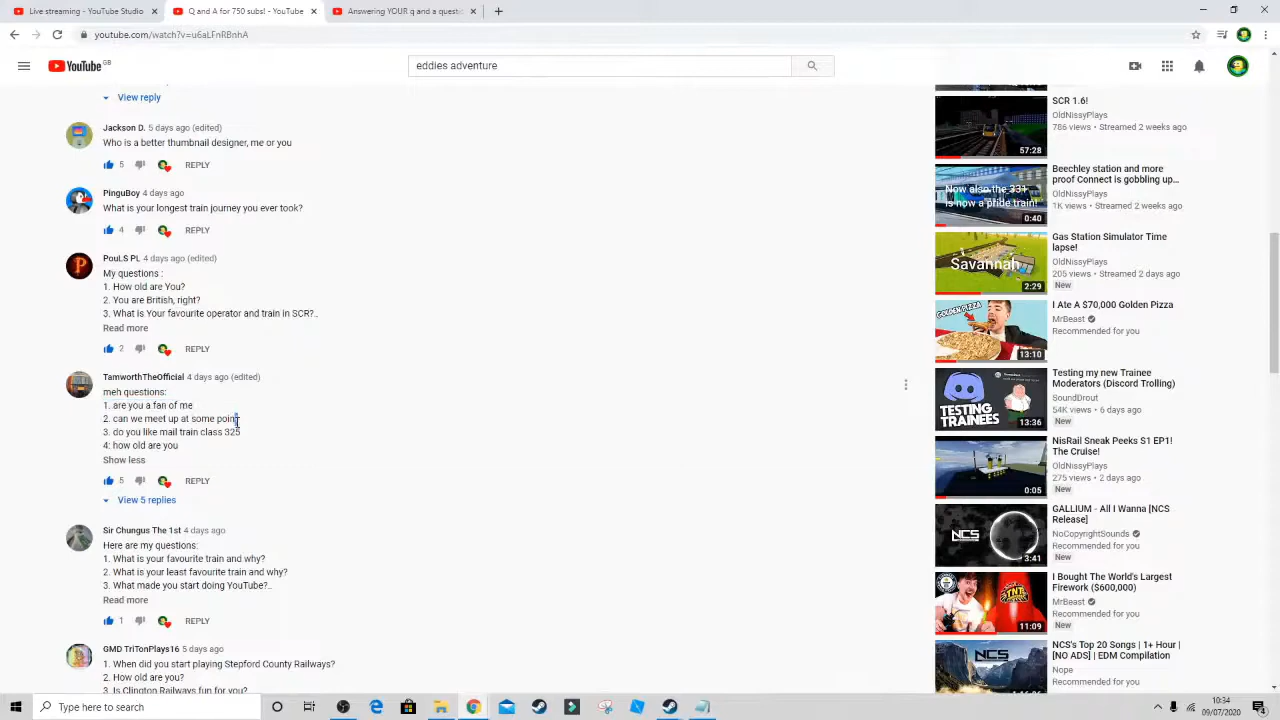 Live streaming - YouTube Studio
Q and A for 750 subs! - YouTube
Answering YOUR q and a quest
youtube.com/watch?v=u6aLFnRBnhA
YouTube GB
eddies adventure
View reply
Jackson D. 5 days ago (edited)
Who is a better thumbnail designer, me or you
5 REPLY
PinguBoy 4 days ago
What is your longest train journey you ever took?
4 REPLY
PouLS PL 4 days ago (edited)
My questions :
1. How old are You?
2. You are British, right?
3. What is Your favourite operator and train in SCR?..
Read more
2 REPLY
TamworthTheOfficial 4 days ago (edited)
meh questions:
1. are you a fan of me
2. can we meet up at some point
3. do you like mail train class 325
4: how old are you
Show less
5 REPLY
View 5 replies
Sir Chungus The 1st 4 days ago
Here are my questions:
1. What is your favourite train and why?
2. What is your least favourite train and why?
3. What made you start doing YouTube?..
Read more
1 REPLY
GMD TriTonPlays16 5 days ago
1. When did you start playing Stepford County Railways?
2. How old are you?
3. Is Clington Railways fun for you?
57:28
SCR 1.6!
OldNissyPlays
786 views • Streamed 2 weeks ago
Now also the 331
is now a pride train!
0:40
Beechley station and more
proof Connect is gobbling up...
OldNissyPlays
1K views • Streamed 2 weeks ago
Savannah
2:29
Gas Station Simulator Time
lapse!
OldNissyPlays
205 views • Streamed 2 days ago
New
GOLDEN PIZZA
13:10
I Ate A $70,000 Golden Pizza
MrBeast
Recommended for you
TESTING
TRAINEES
13:36
Testing my new Trainee
Moderators (Discord Trolling)
SoundDrout
54K views • 6 days ago
New
0:05
NisRail Sneak Peeks S1 EP1!
The Cruise!
OldNissyPlays
275 views • 2 days ago
New
NCS
3:41
GALLIUM - All I Wanna [NCS
Release]
NoCopyrightSounds
Recommended for you
New
TNT
11:09
I Bought The World's Largest
Firework ($600,000)
MrBeast
Recommended for you
New
NCS
NCS's Top 20 Songs | 1+ Hour |
[NO ADS] | EDM Compilation
Nope
Recommended for you
Type here to search
10:34
09/07/2020
4